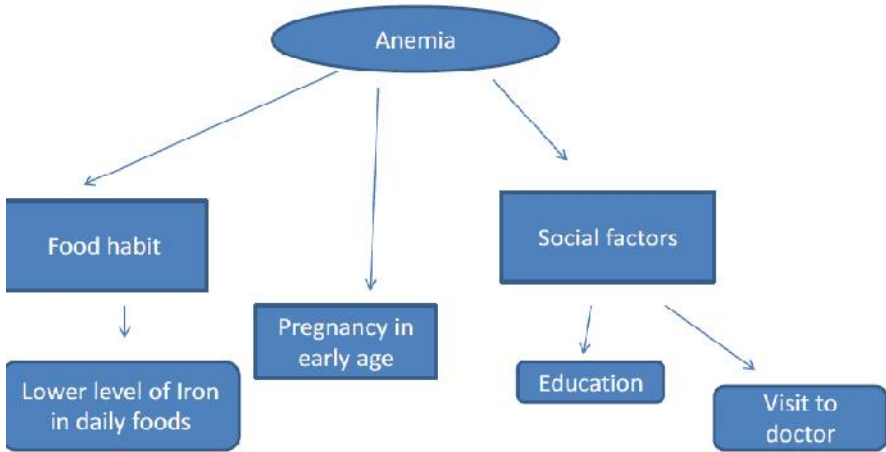 Anemia
Food habit
Social factors
Pregnancy in
early age
Lower level of Iron
in daily foods
Education
Visit to
doctor